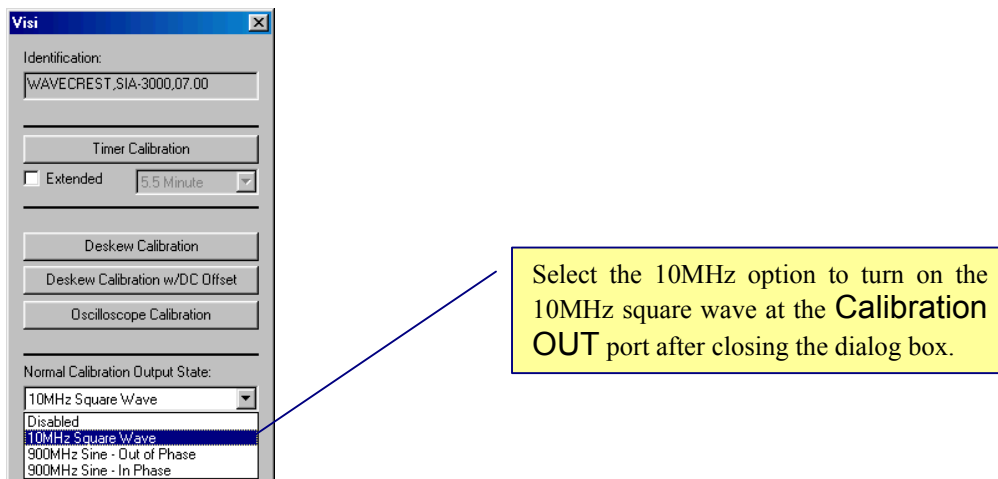 Visi
Identification:
WAVECREST,SIA-3000,07.00
Timer Calibration
Extended
5.5 Minute
Deskew Calibration
Deskew Calibration w/DC Offset
Oscilloscope Calibration
Normal Calibration Output State:
10MHz Square Wave
Disabled
10MHz Square Wave
900MHz Sine - Out of Phase
900MHz Sine - In Phase
Select the 10MHz option to turn on the
10MHz square wave at the Calibration
OUT port after closing the dialog box.